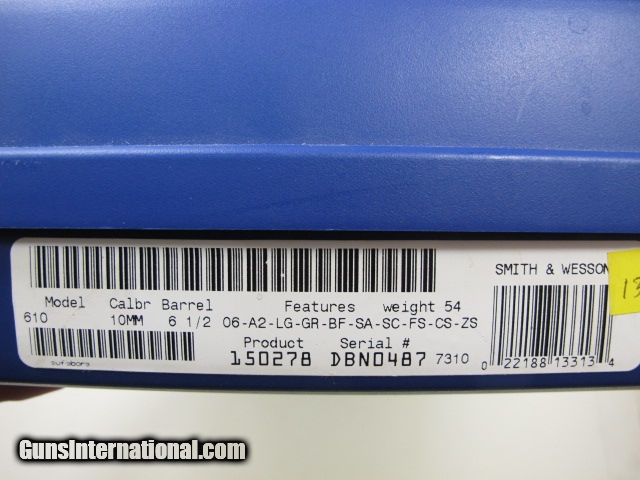 SMITH & WESSON
13
Model Calbr Barrel Features weight 54
610 10MM 6 1/2 06-A2-LG-GR-BF-SA-SC-FS-CS-ZS
Product Serial #
150278 DBN0487 7310
0 22188 13313 4
GunsInternational.com